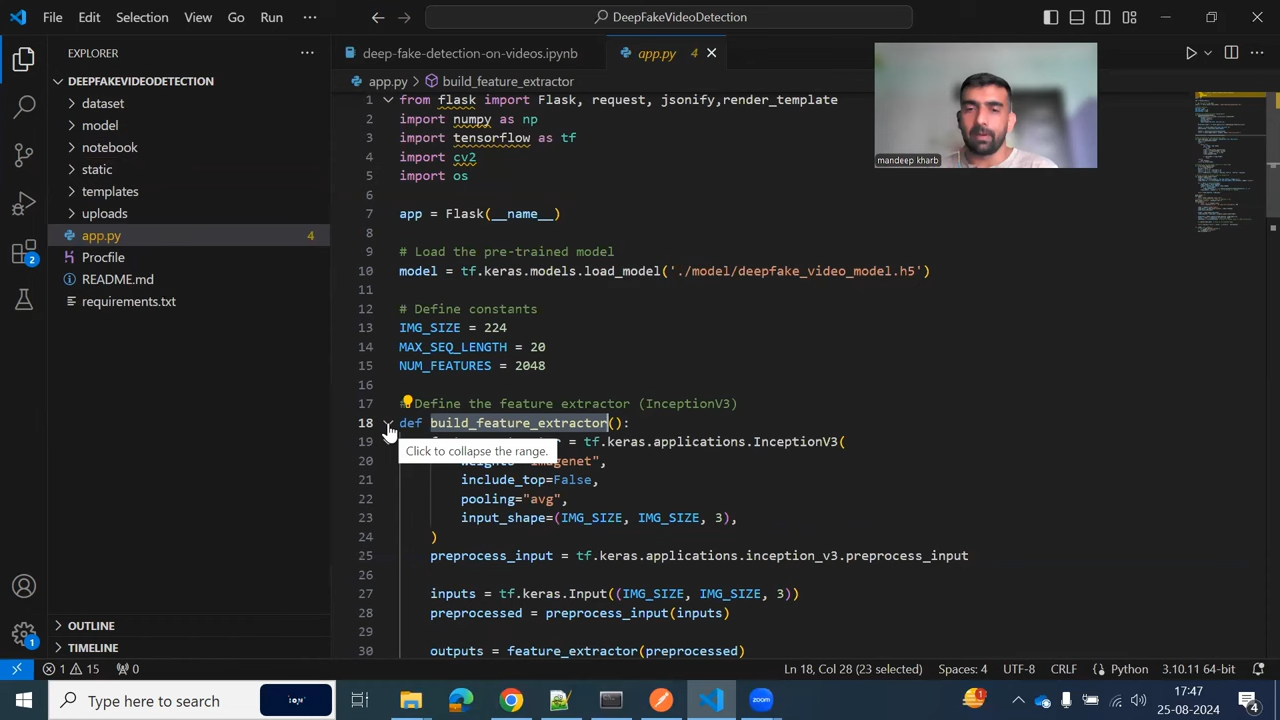 File Edit Selection View Go Run ··· DeepFakeVideoDetection
EXPLORER ···
DEEPFAKEVIDEODETECTION
dataset
model
notebook
static
templates
uploads
app.py 4
Procfile
README.md
requirements.txt
OUTLINE
TIMELINE
2
1
deep-fake-detection-on-videos.ipynb app.py 4
app.py build_feature_extractor
mandeep kharb
1 from flask import Flask, request, jsonify,render_template
2 import numpy as np
3 import tensorflow as tf
4 import cv2
5 import os
6
7 app = Flask(__name__)
8
9 # Load the pre-trained model
10 model = tf.keras.models.load_model('./model/deepfake_video_model.h5')
11
12 # Define constants
13 IMG_SIZE = 224
14 MAX_SEQ_LENGTH = 20
15 NUM_FEATURES = 2048
16
17 # Define the feature extractor (InceptionV3)
18 def build_feature_extractor():
19 = tf.keras.applications.InceptionV3(
Click to collapse the range.
20 "imagenet",
21 include_top=False,
22 pooling="avg",
23 input_shape=(IMG_SIZE, IMG_SIZE, 3),
24 )
25 preprocess_input = tf.keras.applications.inception_v3.preprocess_input
26
27 inputs = tf.keras.Input((IMG_SIZE, IMG_SIZE, 3))
28 preprocessed = preprocess_input(inputs)
29
30 outputs = feature_extractor(preprocessed)
1 15 0 Ln 18, Col 28 (23 selected) Spaces: 4 UTF-8 CRLF Python 3.10.11 64-bit
Type here to search 1 17:47
25-08-2024 4
zoom